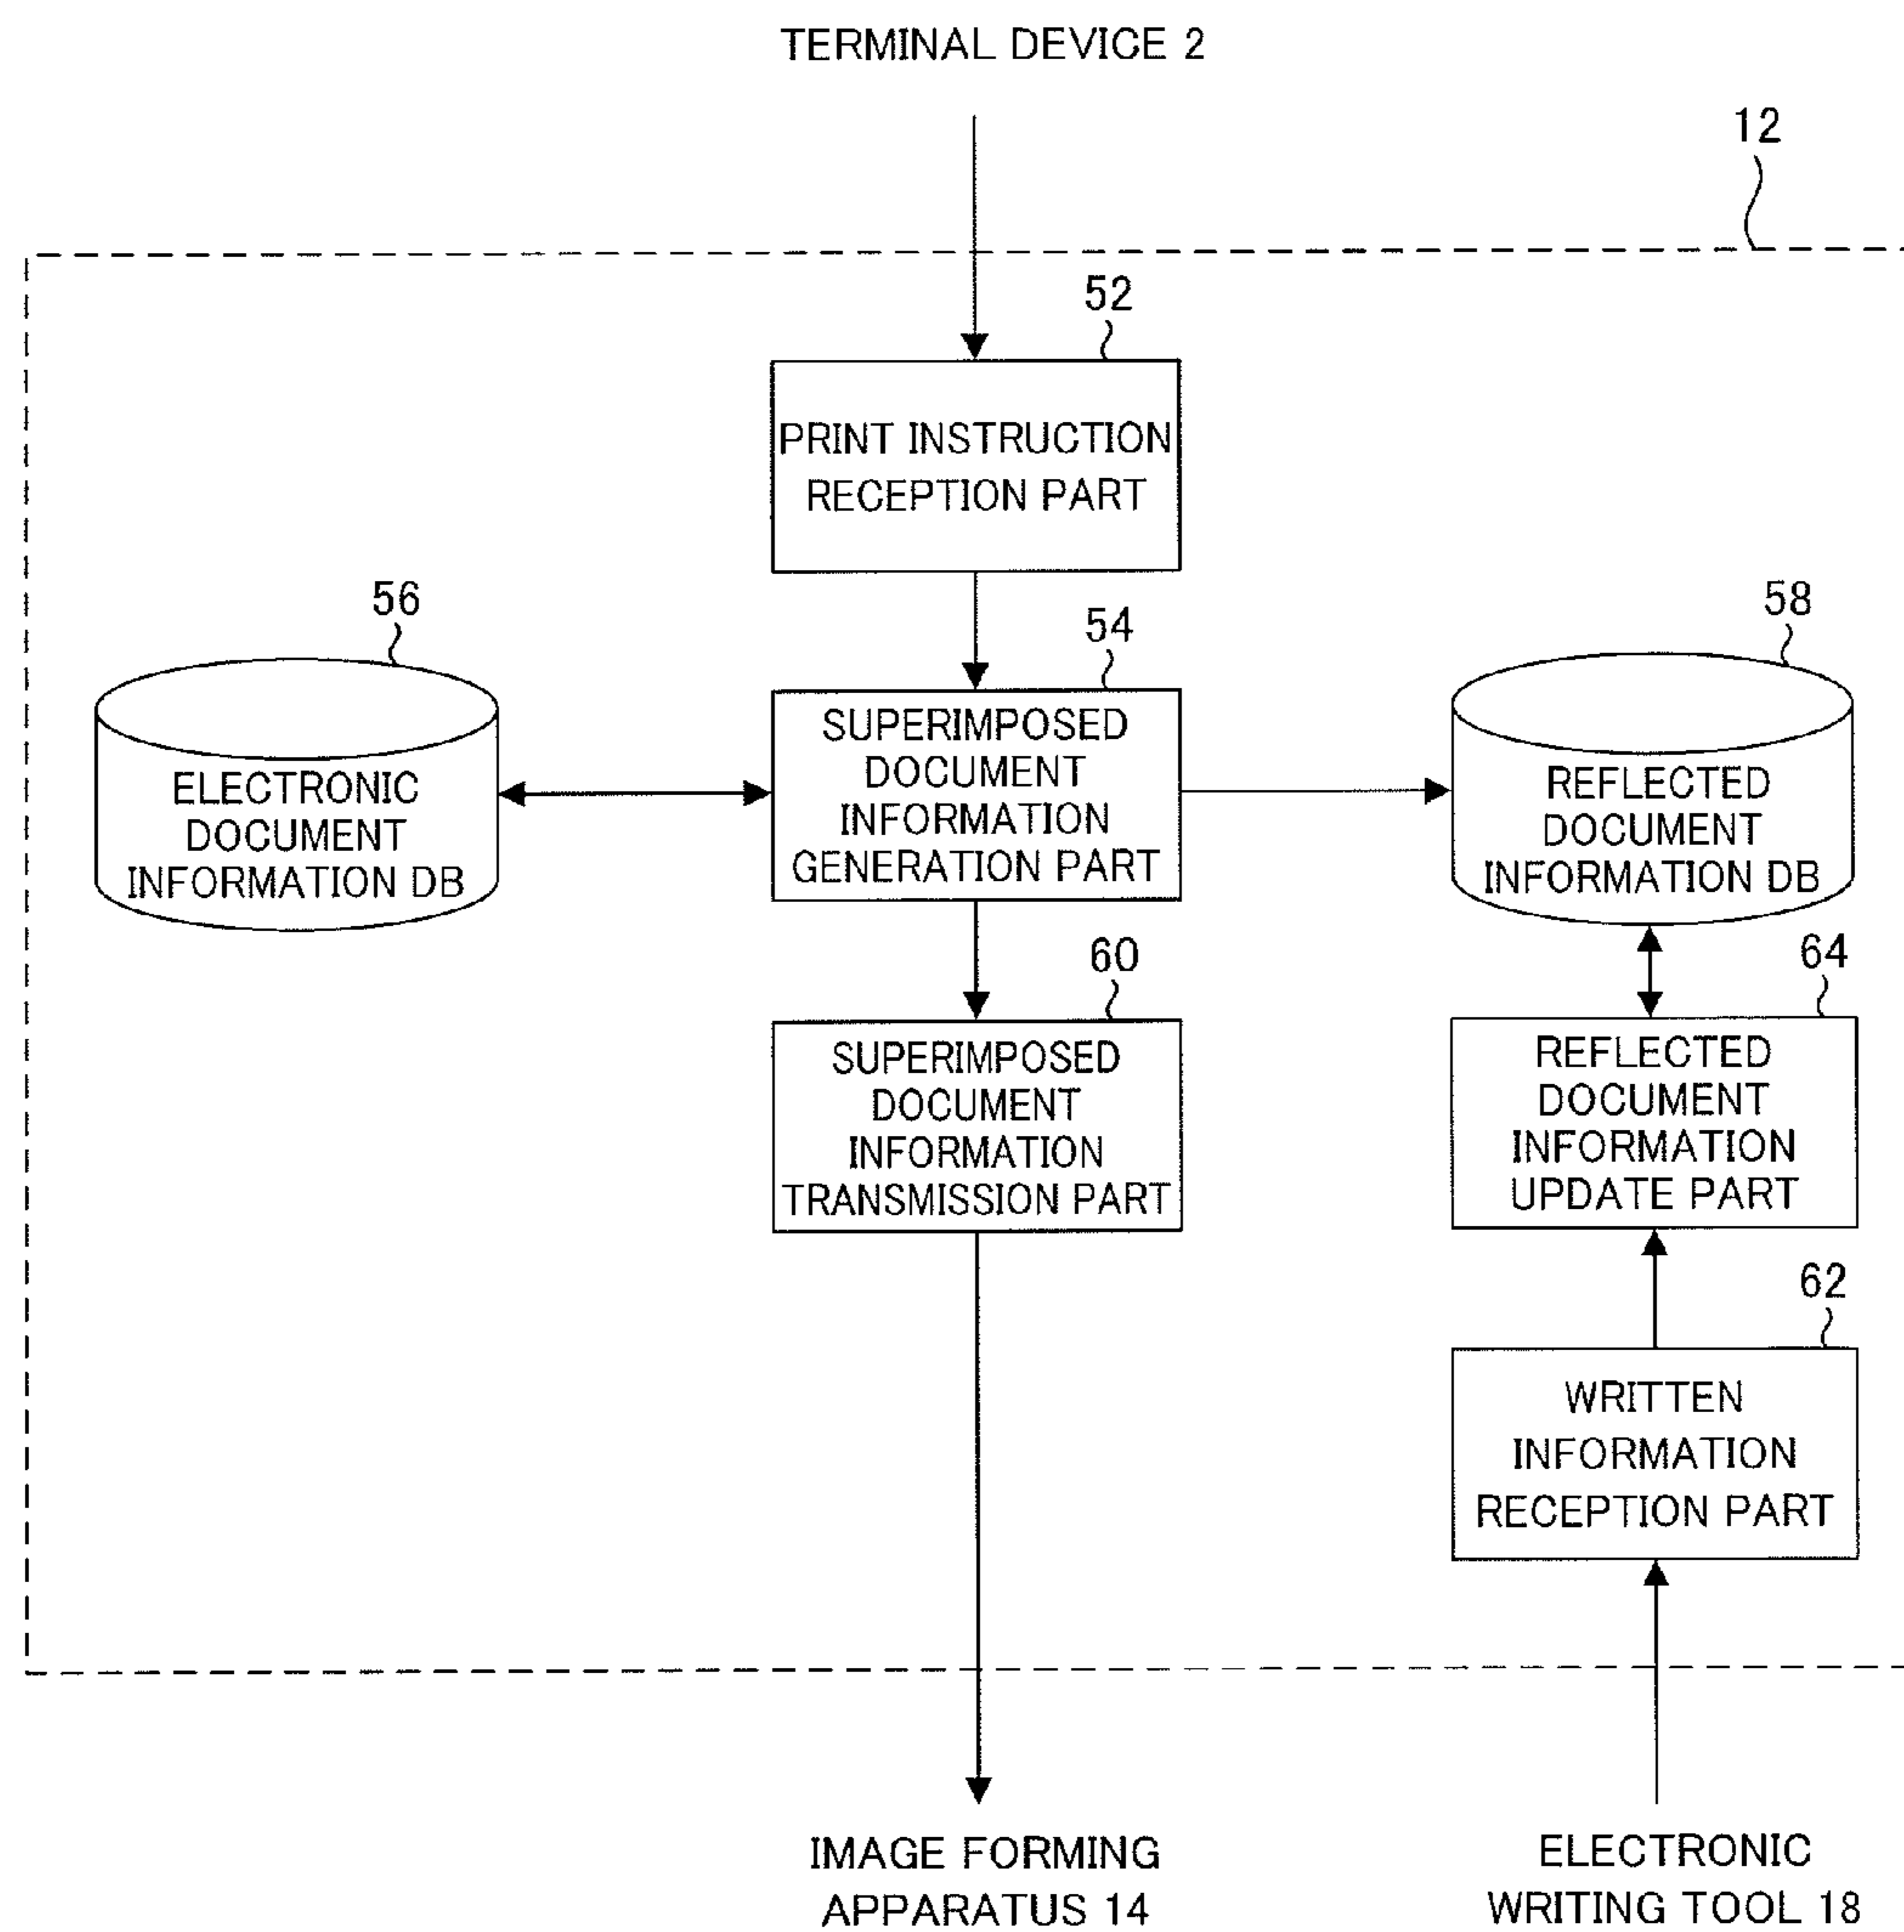 TERMINAL DEVICE 2
12
52
PRINT INSTRUCTION
RECEPTION PART
56
54
58
ELECTRONIC
DOCUMENT
INFORMATION DB
SUPERIMPOSED
DOCUMENT
INFORMATION
GENERATION PART
REFLECTED
DOCUMENT
INFORMATION DB
60
64
SUPERIMPOSED
DOCUMENT
INFORMATION
TRANSMISSION PART
REFLECTED
DOCUMENT
INFORMATION
UPDATE PART
62
WRITTEN
INFORMATION
RECEPTION PART
IMAGE FORMING
APPARATUS 14
ELECTRONIC
WRITING TOOL 18